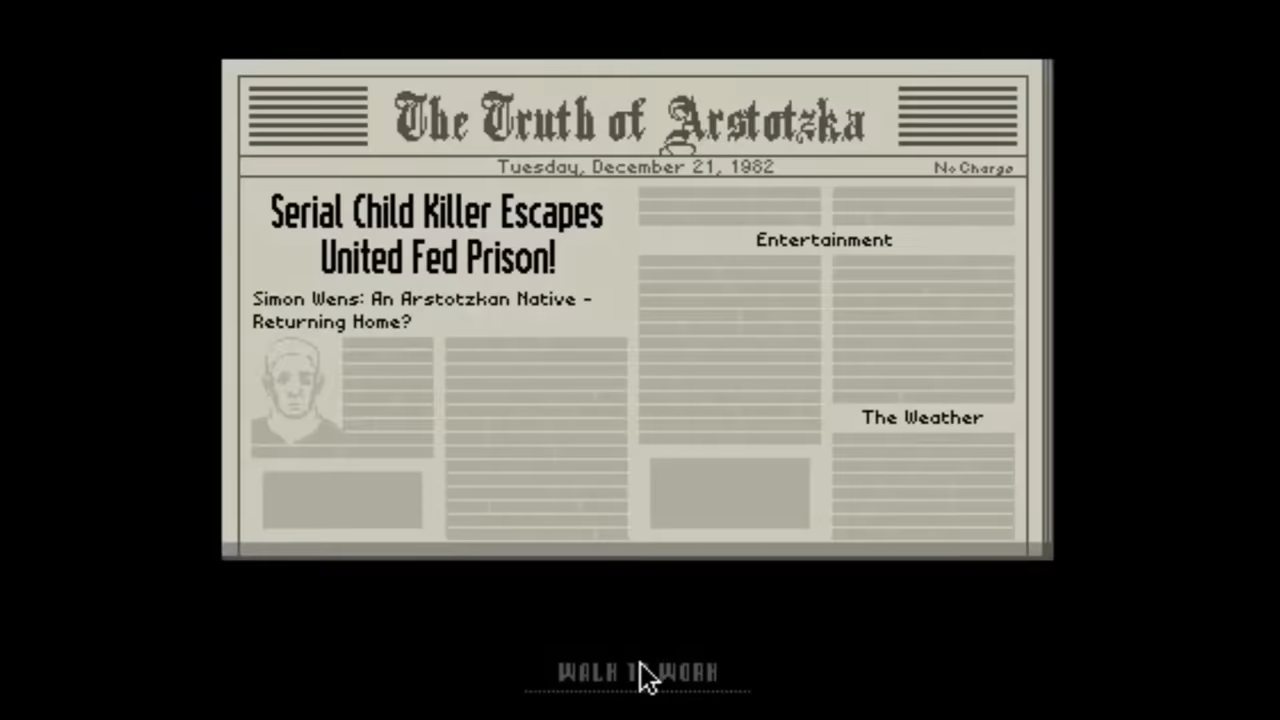 The Truth of Arstotzka
Tuesday, December 21, 1982
No Charge
Serial Child Killer Escapes
United Fed Prison!
Simon Wens: An Arstotzkan Native -
Returning Home?
Entertainment
The Weather
WALK TO WORK